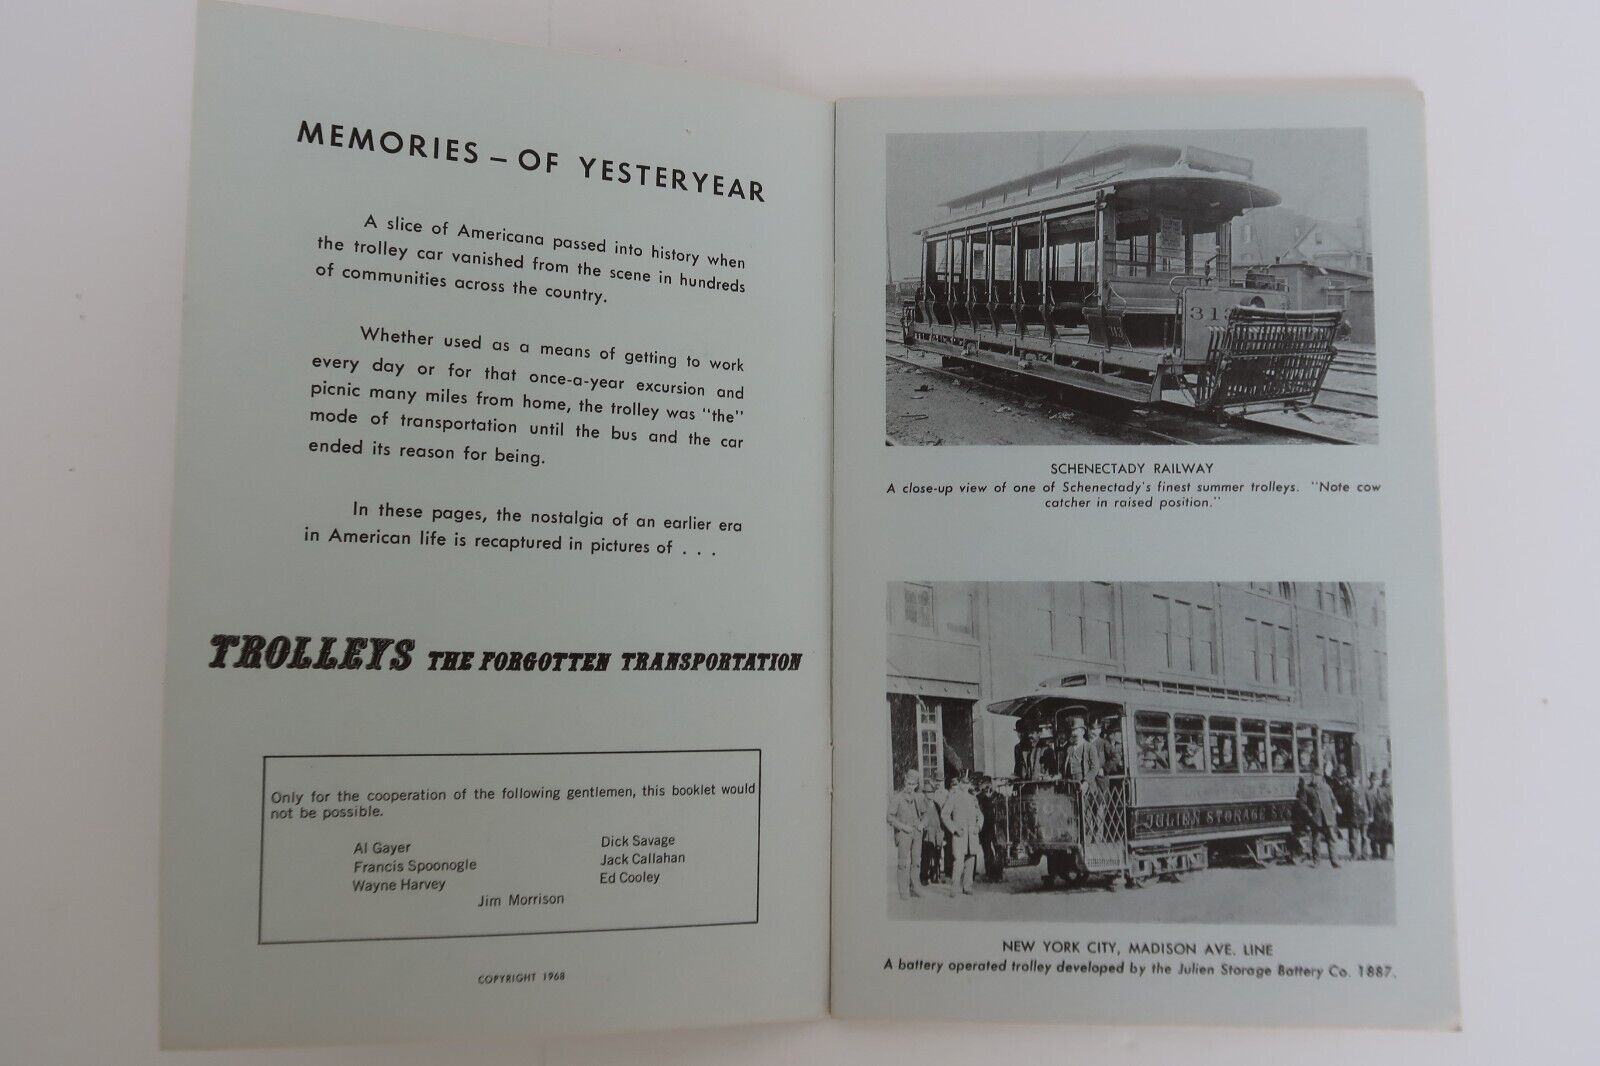 MEMORIES – OF YESTERYEAR
A slice of Americana passed into history when
the trolley car vanished from the scene in hundreds
of communities across the country.
Whether used as a means of getting to work
every day or for that once-a-year excursion and
picnic many miles from home, the trolley was "the"
mode of transportation until the bus and the car
ended its reason for being.
In these pages, the nostalgia of an earlier era
in American life is recaptured in pictures of . . .
TROLLEYS THE FORGOTTEN TRANSPORTATION
Only for the cooperation of the following gentlemen, this booklet would
not be possible.
Al Gayer
Francis Spoonogle
Wayne Harvey
Dick Savage
Jack Callahan
Ed Cooley
Jim Morrison
COPYRIGHT 1968
313
313
SCHENECTADY RAILWAY
A close-up view of one of Schenectady's finest summer trolleys. "Note cow
catcher in raised position."
JULIEN STORAGE
NEW YORK CITY, MADISON AVE. LINE
A battery operated trolley developed by the Julien Storage Battery Co. 1887.